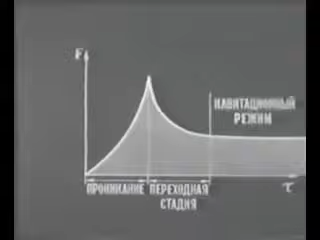 F
КАВИТАЦИОННЫЙ
РЕЖИМ
ПРОНИКАНИЕ
ПЕРЕХОДНАЯ
СТАДИЯ
τ